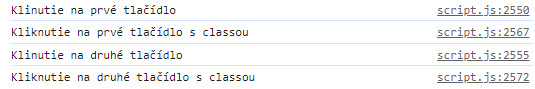 Klinutie na prvé tlačídlo script.js:2550
Kliknutie na prvé tlačídlo s classou script.js:2567
Klinutie na druhé tlačídlo script.js:2555
Kliknutie na druhé tlačídlo s classou script.js:2572